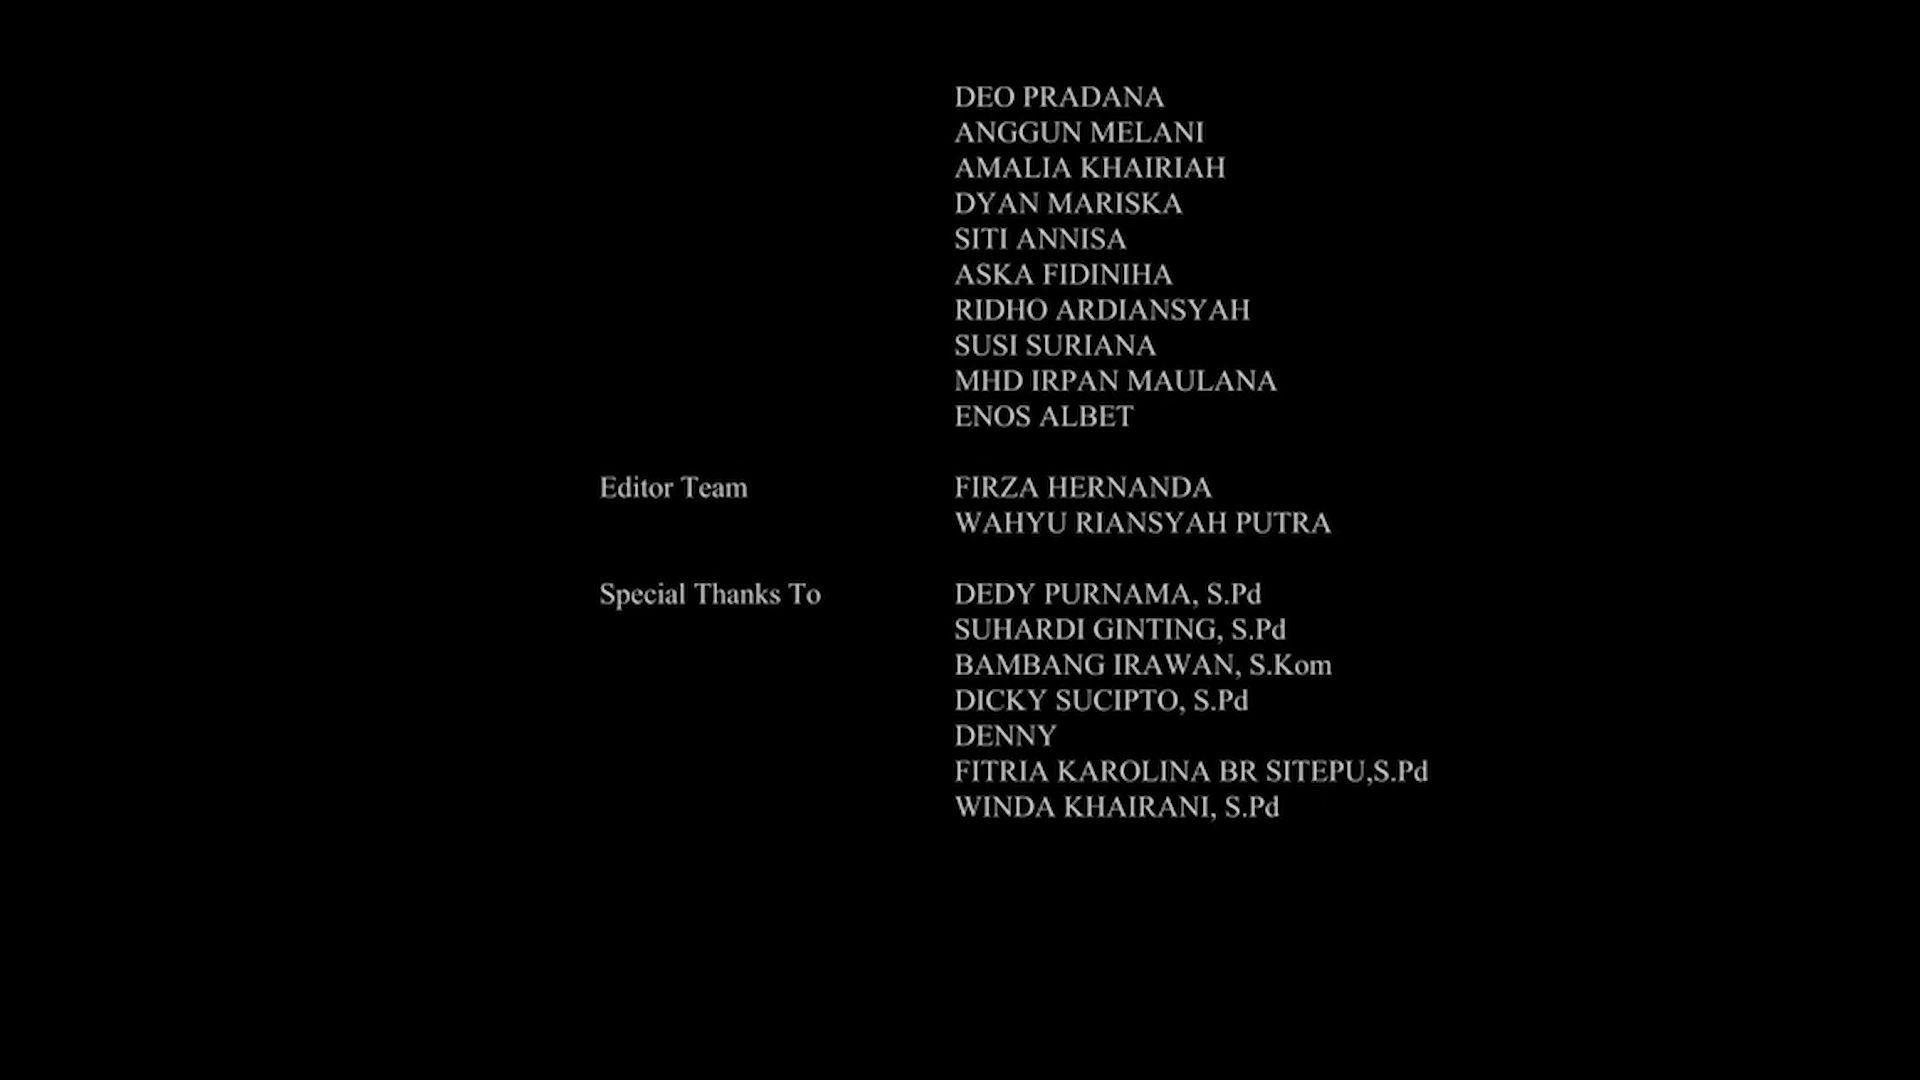 DEO PRADANA
ANGGUN MELANI
AMALIA KHAIRIAH
DYAN MARISKA
SITI ANNISA
ASKA FIDINIHA
RIDHO ARDIANSYAH
SUSI SURIANA
MHD IRPAN MAULANA
ENOS ALBET
Editor Team FIRZA HERNANDA
WAHYU RIANSYAH PUTRA
Special Thanks To DEDY PURNAMA, S.Pd
SUHARDI GINTING, S.Pd
BAMBANG IRAWAN, S.Kom
DICKY SUCIPTO, S.Pd
DENNY
FITRIA KAROLINA BR SITEPU,S.Pd
WINDA KHAIRANI, S.Pd